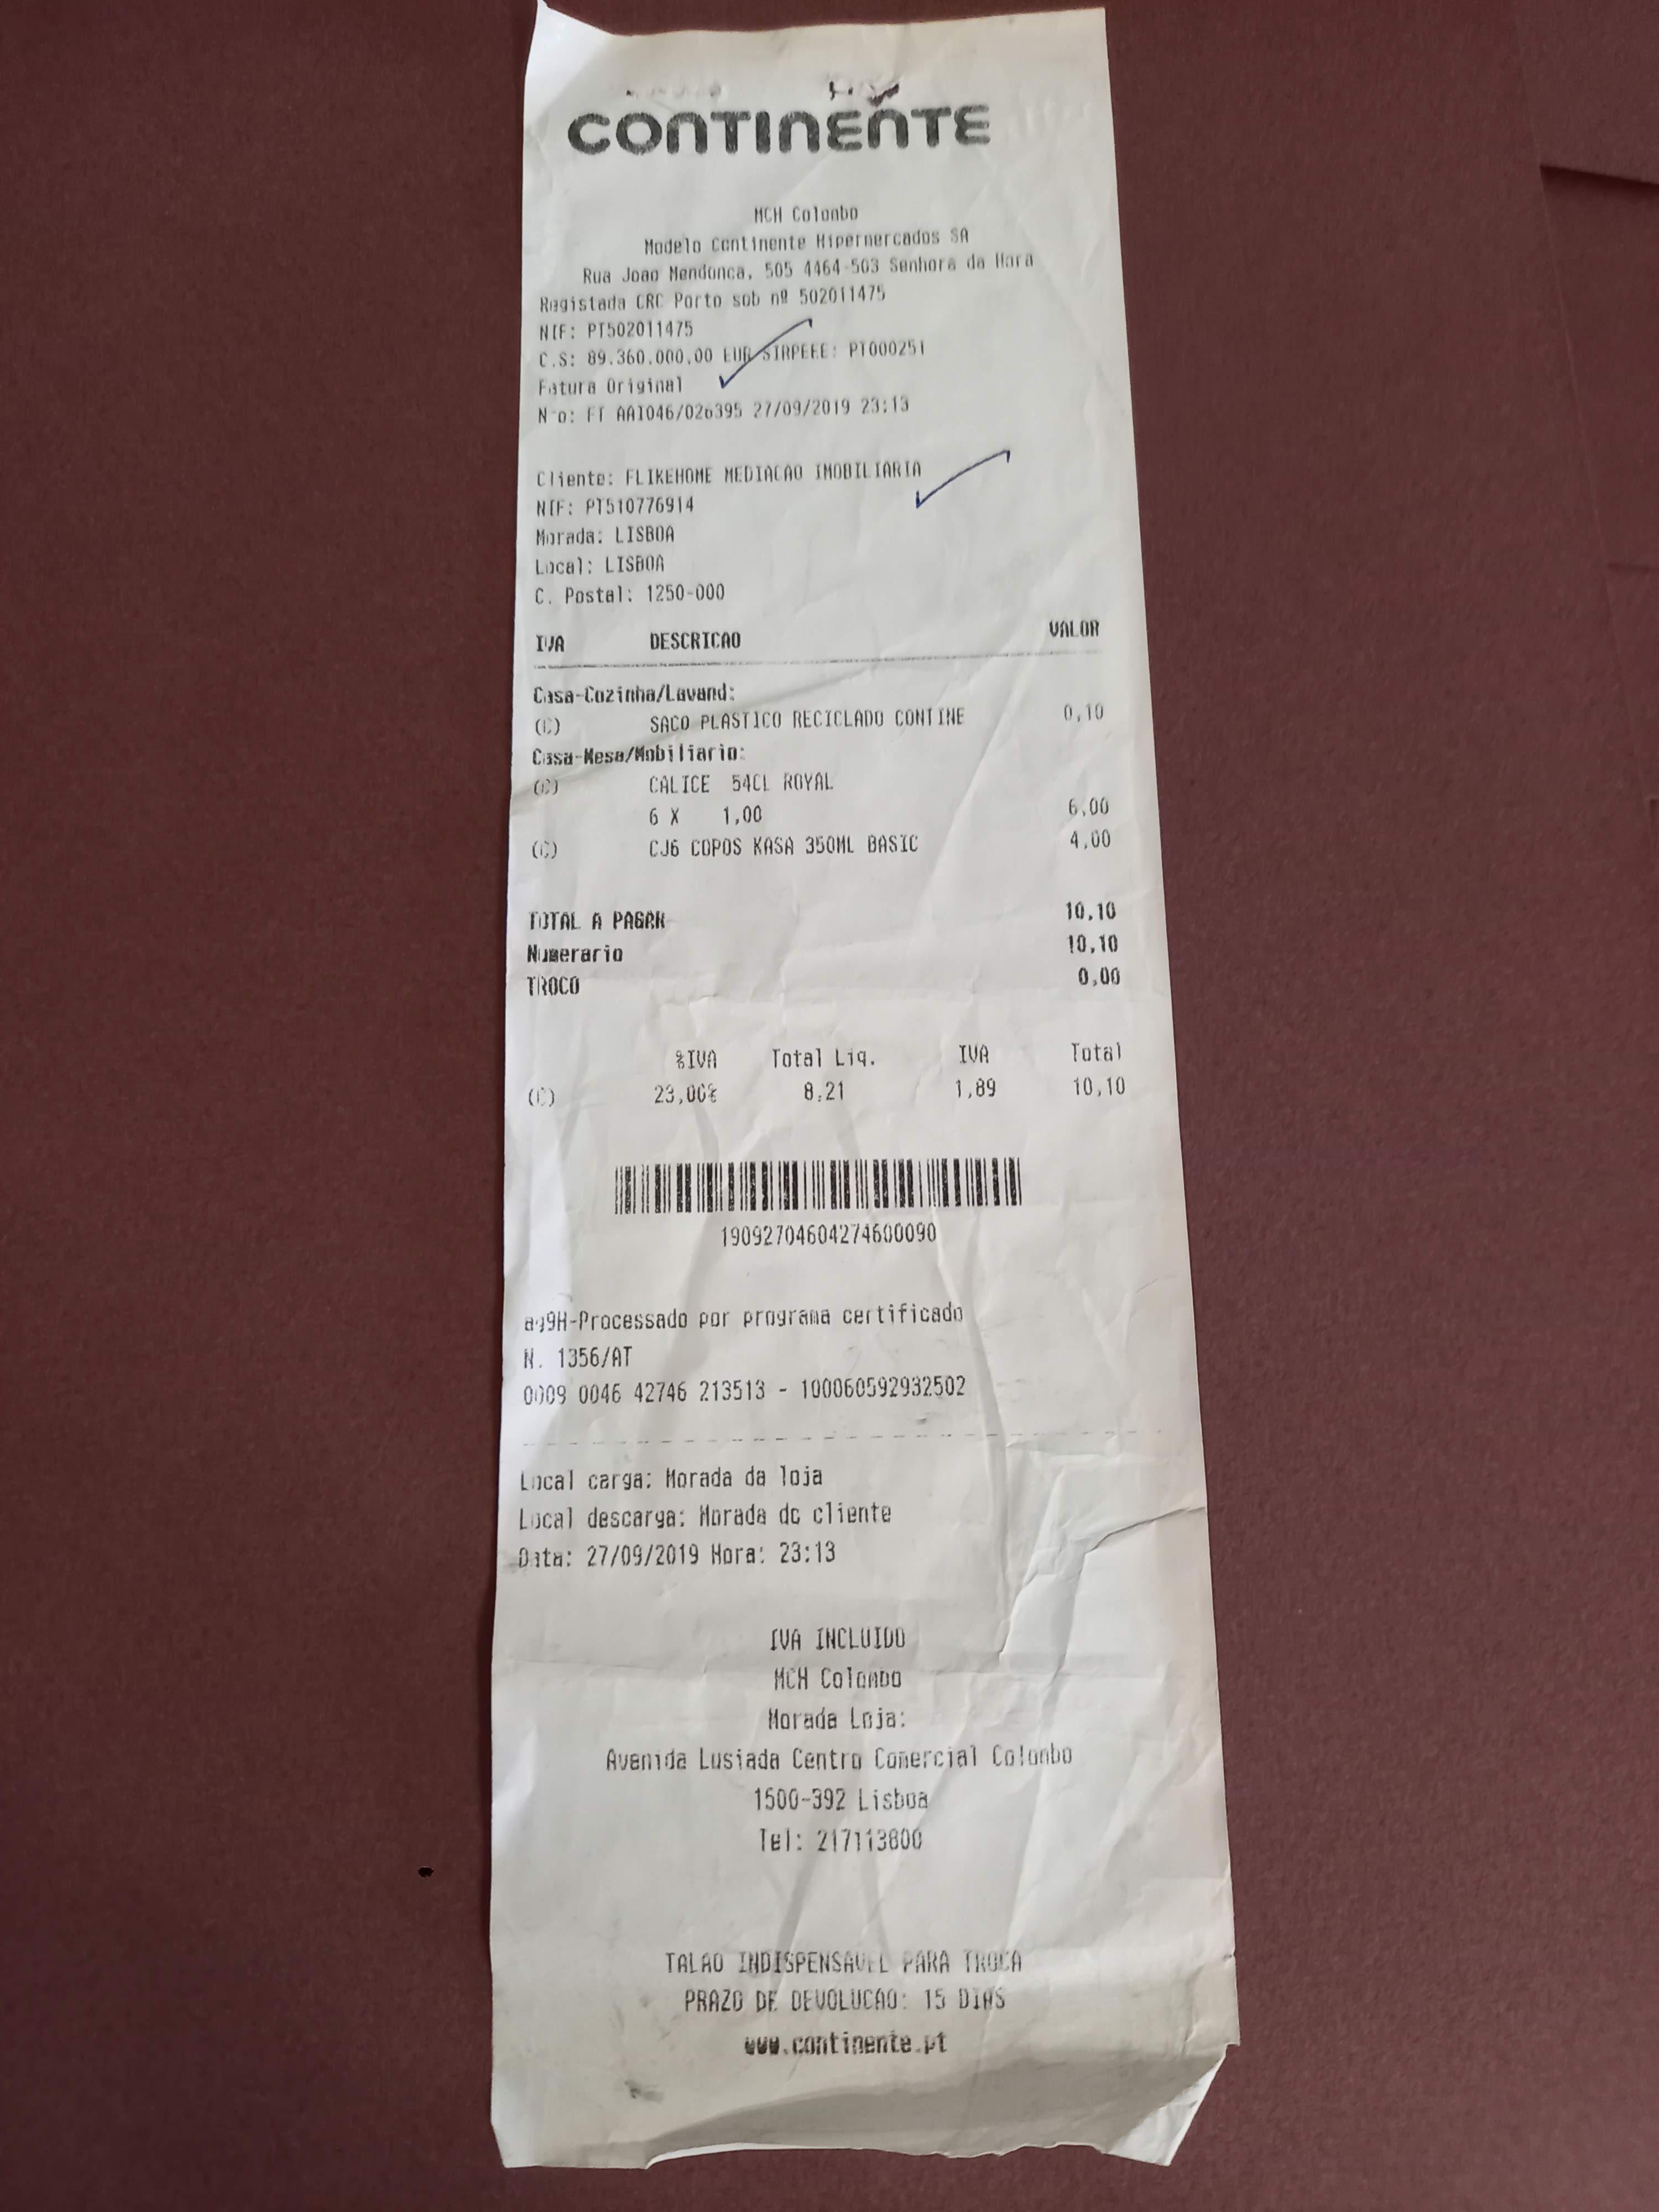 CONTINENTE
MCH Colombo
Modelo Continente Hipermercados SA
Rua Joao Mendonca, 505 4464-503 Senhora da Hora
Registada CRC Porto sob nº 502011475
NIF: PT502011475
C.S: 89.360.000,00 EUR SIRPEEE: PT000251
Fatura Original
Nºo: FT AAI046/026395 27/09/2019 23:13
Cliente: FLIKEHOME MEDIACAO IMOBILIARIA
NIF: PT510776914
Morada: LISBOA
Local: LISBOA
C. Postal: 1250-000
IVA DESCRICAO VALOR
Casa-Cozinha/Lavand:
(C) SACO PLASTICO RECICLADO CONTINE 0,10
Casa-Mesa/Mobiliario:
(C) CALICE 54CL ROYAL
6 X 1,00 6,00
(C) CJ6 COPOS KASA 350ML BASIC 4,00
TOTAL A PAGAR 10,10
Numerario 10,10
TROCO 0,00
%IVA Total Liq. IVA Total
(C) 23,00% 8,21 1,89 10,10
19092704604274600090
-Processado por programa certificado
N. 1356/AT
0009 0046 42746 213513 - 100060592932502
Local carga: Morada da loja
Local descarga: Morada do cliente
Data: 27/09/2019 Hora: 23:13
IVA INCLUIDO
MCH Colombo
Morada Loja:
Avenida Lusiada Centro Comercial Colombo
1500-392 Lisboa
Tel: 217113800
TALAO INDISPENSAVEL PARA TROCA
PRAZO DE DEVOLUCAO: 15 DIAS
www.continente.pt